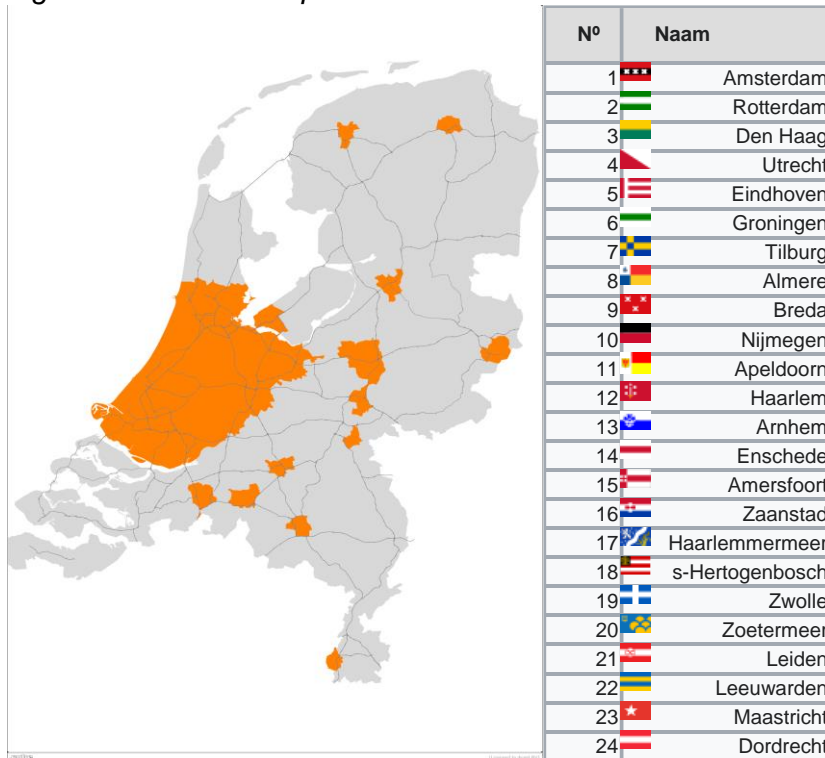 Nº Naam
1 Amsterdam
2 Rotterdam
3 Den Haag
4 Utrecht
5 Eindhoven
6 Groningen
7 Tilburg
8 Almere
9 Breda
10 Nijmegen
11 Apeldoorn
12 Haarlem
13 Arnhem
14 Enschede
15 Amersfoort
16 Zaanstad
17 Haarlemmermeer
18 s-Hertogenbosch
19 Zwolle
20 Zoetermeer
21 Leiden
22 Leeuwarden
23 Maastricht
24 Dordrecht